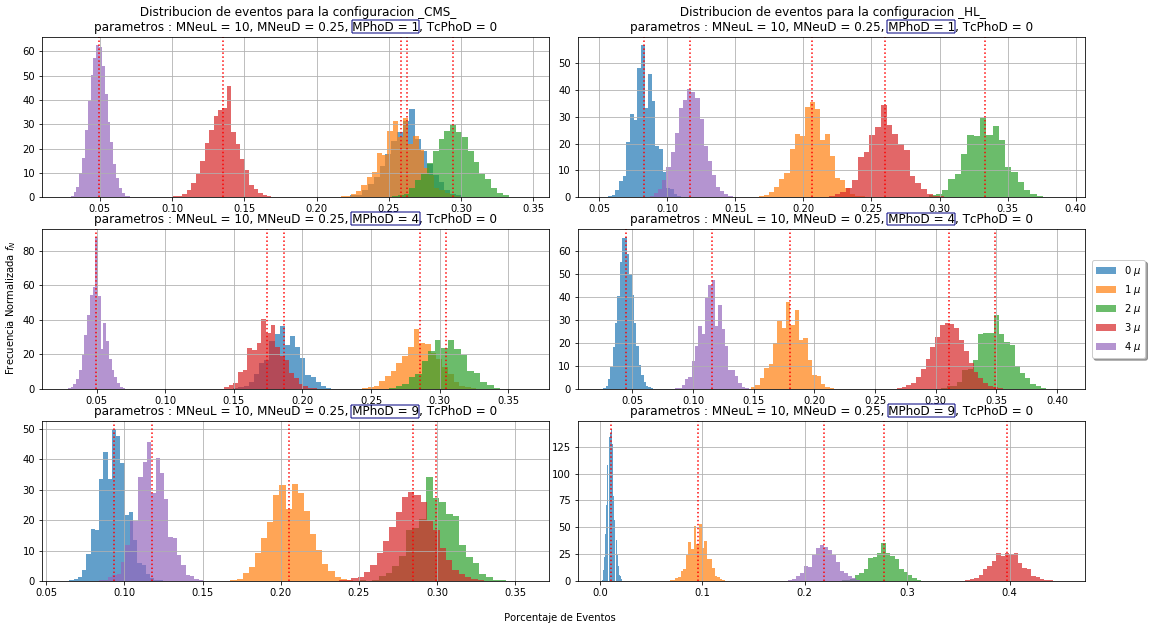 Distribucion de eventos para la configuracion _CMS_
parametros : MNeuL = 10, MNeuD = 0.25, MPhoD = 1, TcPhoD = 0
60
50
40
30
20
10
0
0.05 0.10 0.15 0.20 0.25 0.30 0.35
Distribucion de eventos para la configuracion _HL_
parametros : MNeuL = 10, MNeuD = 0.25, MPhoD = 1, TcPhoD = 0
50
40
30
20
10
0
0.05 0.10 0.15 0.20 0.25 0.30 0.35 0.40
parametros : MNeuL = 10, MNeuD = 0.25, MPhoD = 4, TcPhoD = 0
Frecuencia Normalizada f_N
80
60
40
20
0
0.05 0.10 0.15 0.20 0.25 0.30 0.35
parametros : MNeuL = 10, MNeuD = 0.25, MPhoD = 4, TcPhoD = 0
60
50
40
30
20
10
0
0.05 0.10 0.15 0.20 0.25 0.30 0.35 0.40
0 μ
1 μ
2 μ
3 μ
4 μ
parametros : MNeuL = 10, MNeuD = 0.25, MPhoD = 9, TcPhoD = 0
50
40
30
20
10
0
0.05 0.10 0.15 0.20 0.25 0.30 0.35
parametros : MNeuL = 10, MNeuD = 0.25, MPhoD = 9, TcPhoD = 0
125
100
75
50
25
0
0.0 0.1 0.2 0.3 0.4
Porcentaje de Eventos